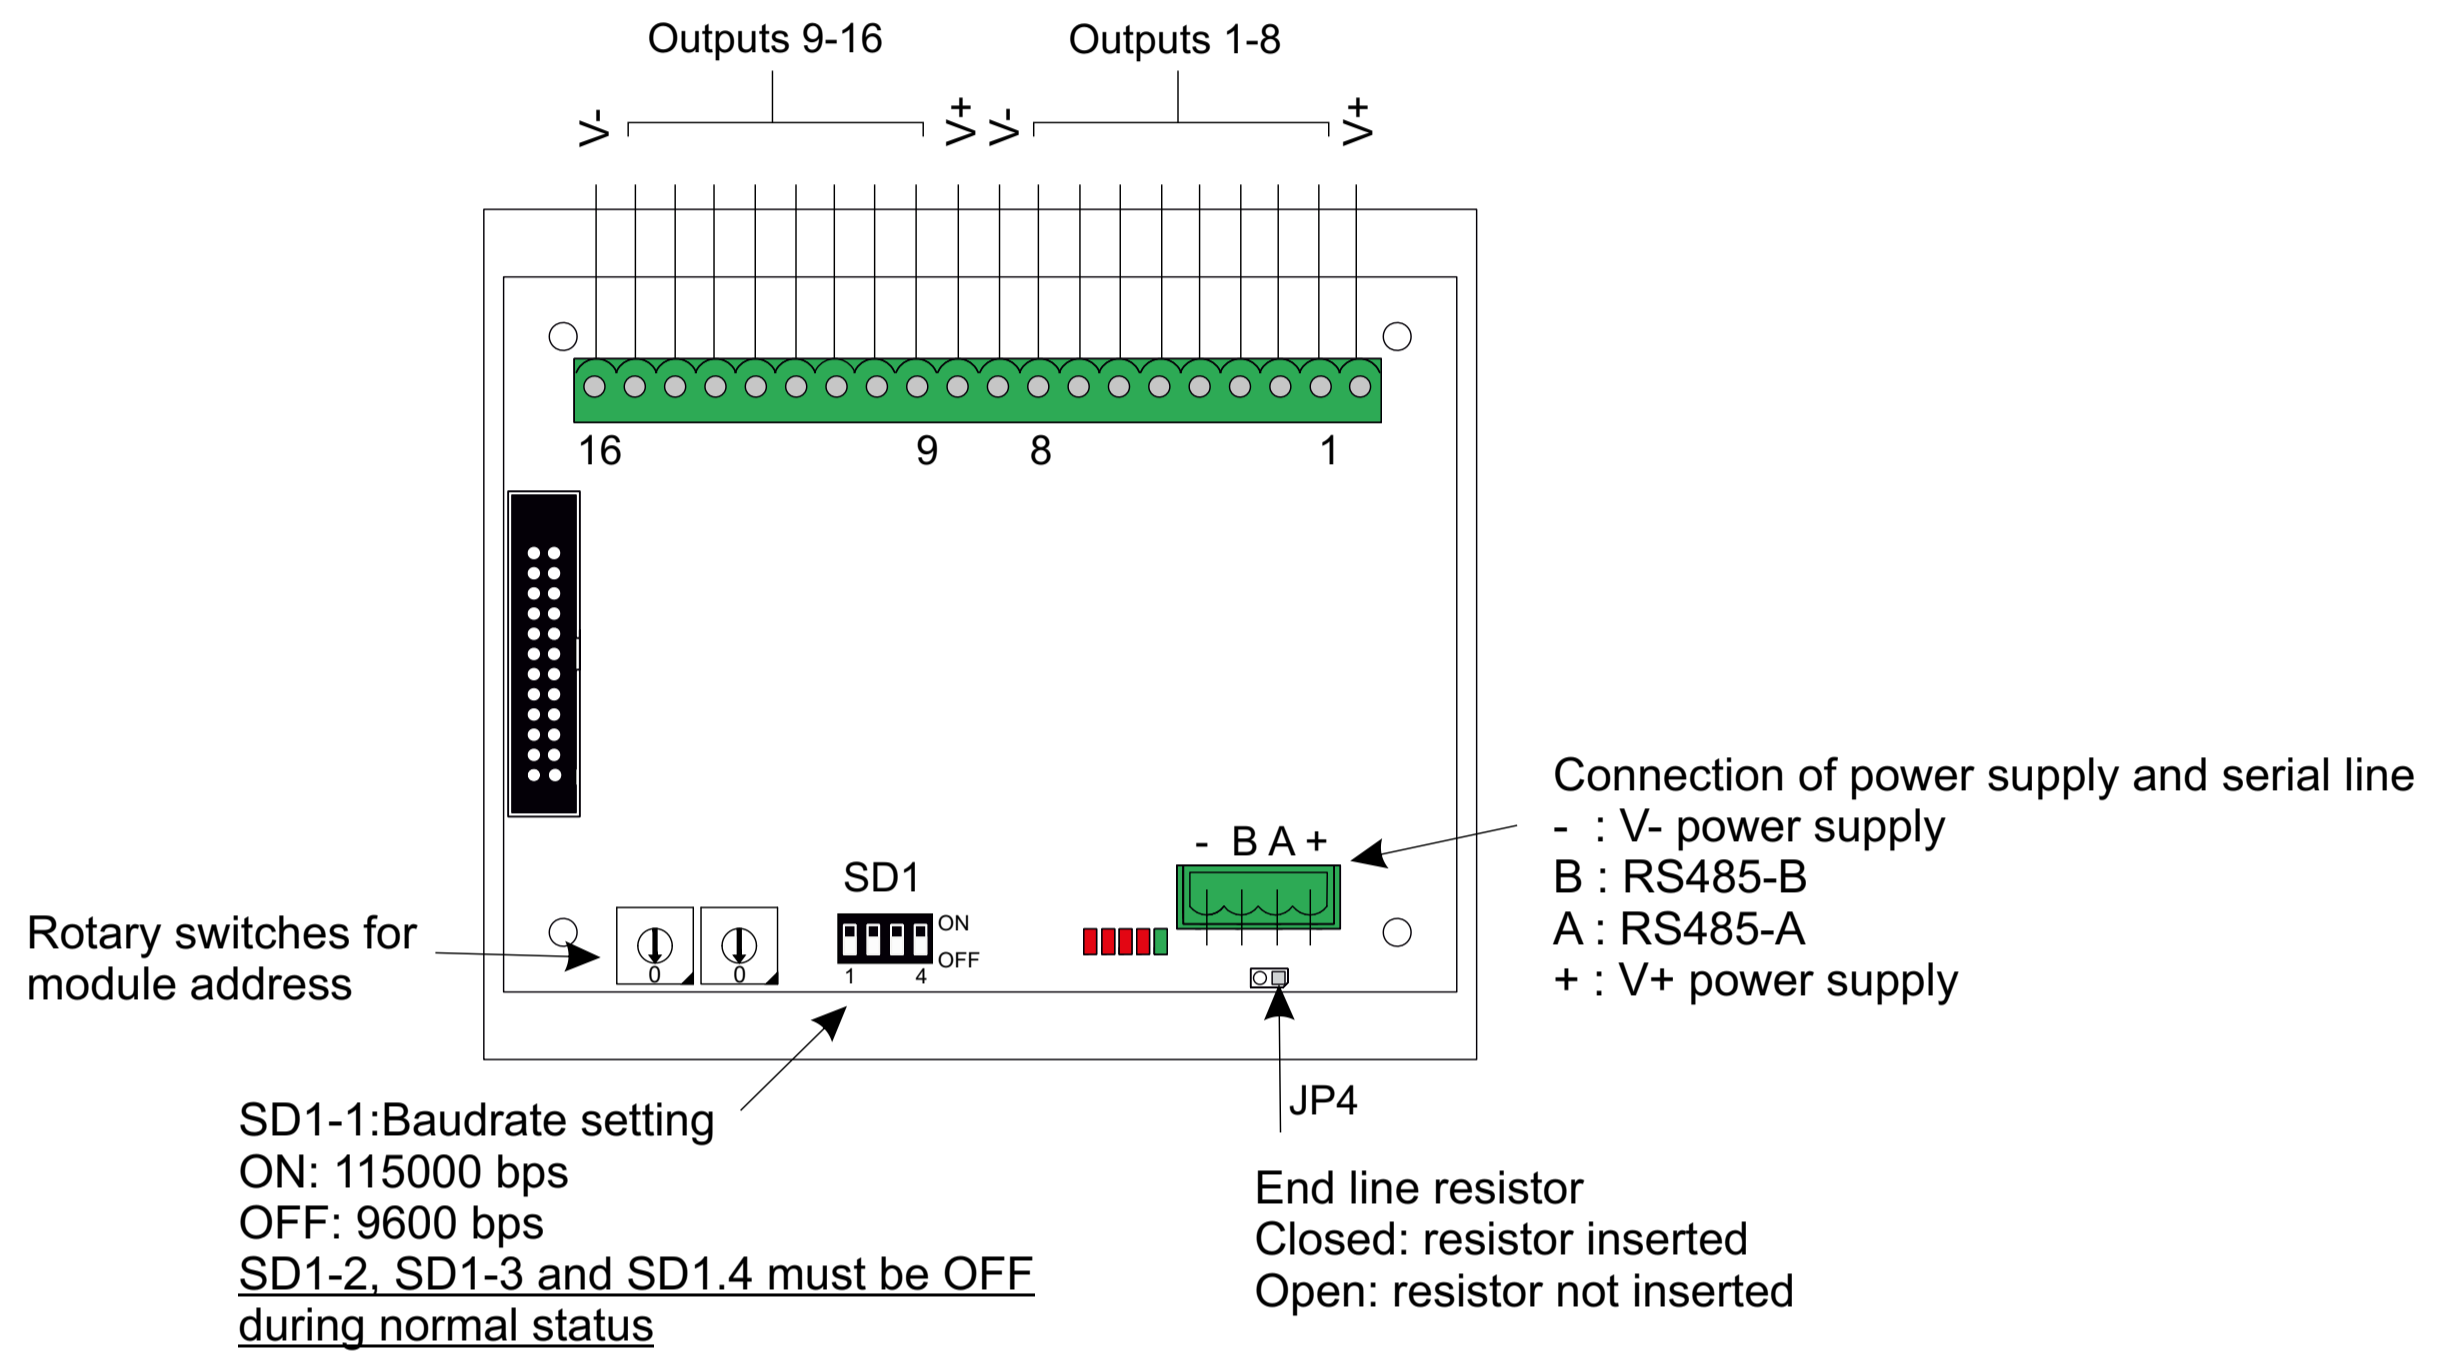 Outputs 9-16
Outputs 1-8
V-
V+
V-
V+
16
9
8
1
Connection of power supply and serial line
- : V- power supply
B : RS485-B
A : RS485-A
+ : V+ power supply
- B A +
SD1
ON
OFF
1
4
0
0
Rotary switches for
module address
JP4
SD1-1:Baudrate setting
ON: 115000 bps
OFF: 9600 bps
SD1-2, SD1-3 and SD1.4 must be OFF
during normal status
End line resistor
Closed: resistor inserted
Open: resistor not inserted